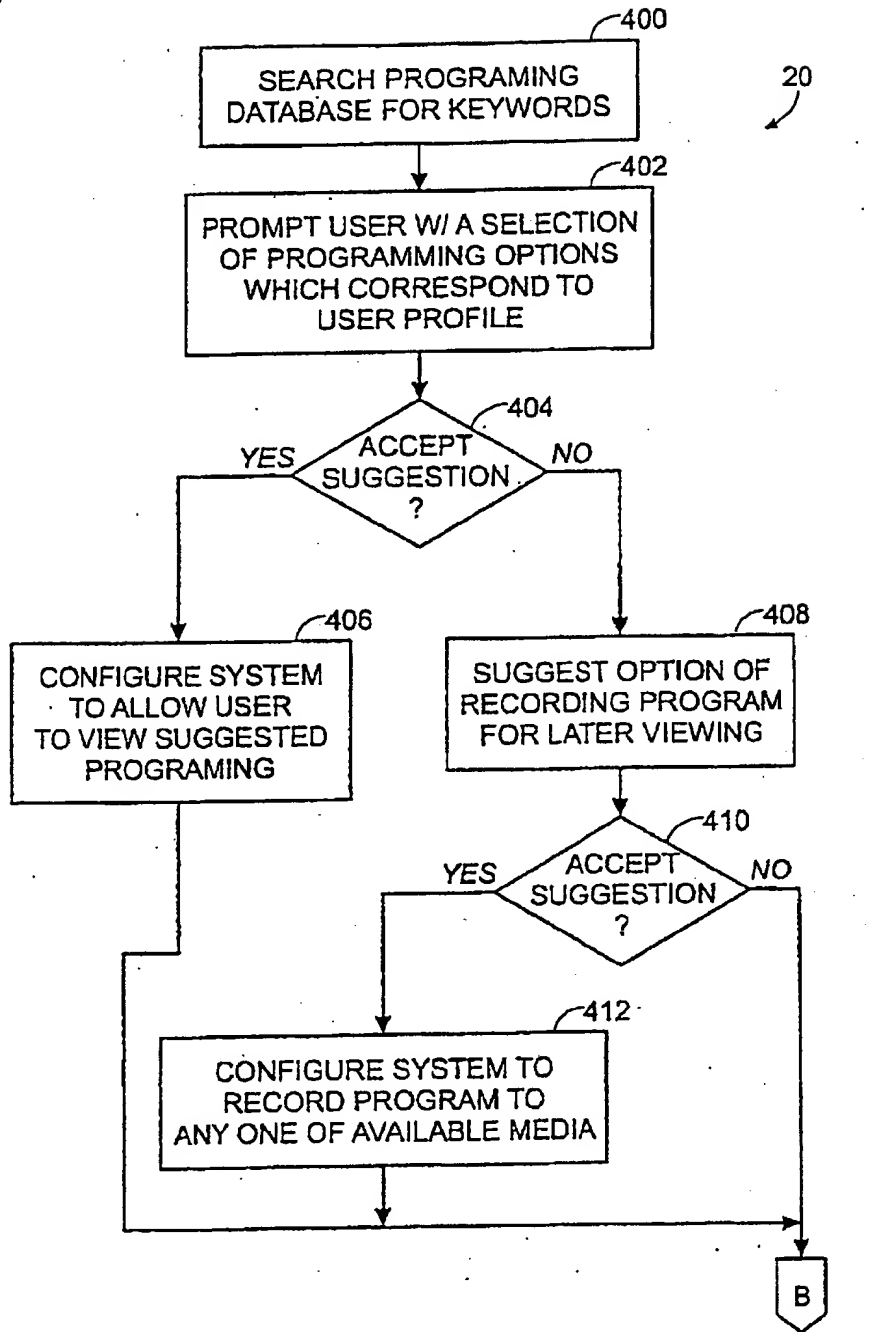 400
SEARCH PROGRAMING
DATABASE FOR KEYWORDS
20
402
PROMPT USER W/ A SELECTION
OF PROGRAMMING OPTIONS
WHICH CORRESPOND TO
USER PROFILE
404
YES
ACCEPT
SUGGESTION
?
NO
406
CONFIGURE SYSTEM
TO ALLOW USER
TO VIEW SUGGESTED
PROGRAMING
408
SUGGEST OPTION OF
RECORDING PROGRAM
FOR LATER VIEWING
410
YES
ACCEPT
SUGGESTION
?
NO
412
CONFIGURE SYSTEM TO
RECORD PROGRAM TO
ANY ONE OF AVAILABLE MEDIA
B